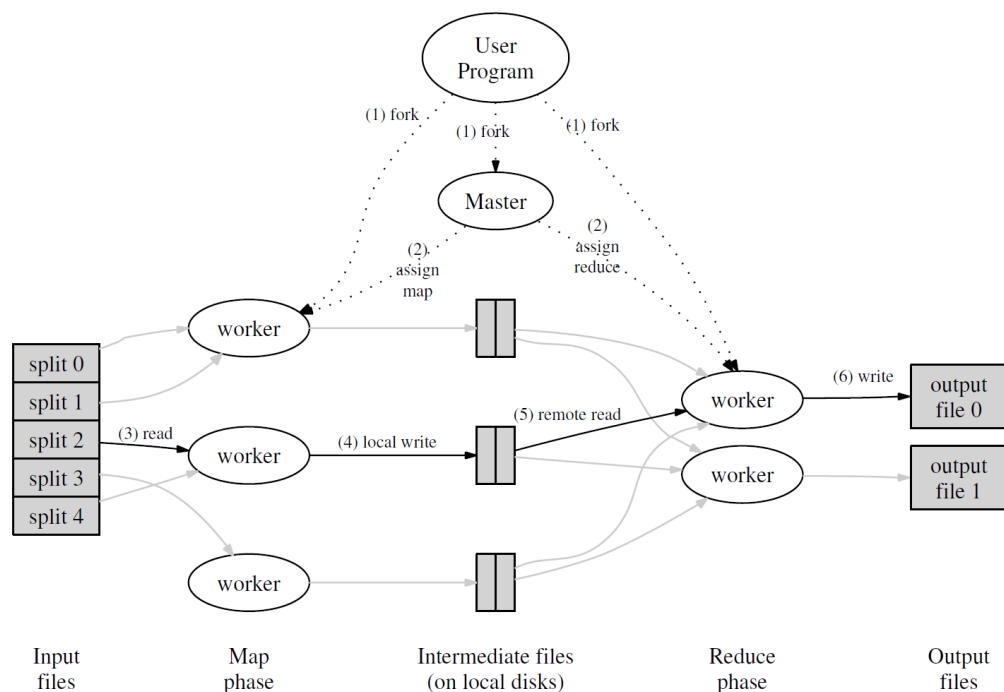 User
Program
(1) fork
(1) fork
(1) fork
Master
(2)
assign
map
(2)
assign
reduce
worker
split 0
split 1
split 2
split 3
split 4
(3) read
worker
(4) local write
(5) remote read
worker
(6) write
output
file 0
worker
output
file 1
worker
Input
files
Map
phase
Intermediate files
(on local disks)
Reduce
phase
Output
files